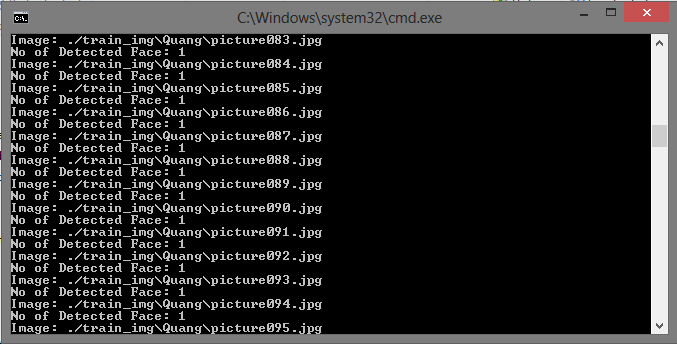 C:\Windows\system32\cmd.exe
Image: ./train_img\Quang\picture083.jpg
No of Detected Face: 1
Image: ./train_img\Quang\picture084.jpg
No of Detected Face: 1
Image: ./train_img\Quang\picture085.jpg
No of Detected Face: 1
Image: ./train_img\Quang\picture086.jpg
No of Detected Face: 1
Image: ./train_img\Quang\picture087.jpg
No of Detected Face: 1
Image: ./train_img\Quang\picture088.jpg
No of Detected Face: 1
Image: ./train_img\Quang\picture089.jpg
No of Detected Face: 1
Image: ./train_img\Quang\picture090.jpg
No of Detected Face: 1
Image: ./train_img\Quang\picture091.jpg
No of Detected Face: 1
Image: ./train_img\Quang\picture092.jpg
No of Detected Face: 1
Image: ./train_img\Quang\picture093.jpg
No of Detected Face: 1
Image: ./train_img\Quang\picture094.jpg
No of Detected Face: 1
Image: ./train_img\Quang\picture095.jpg